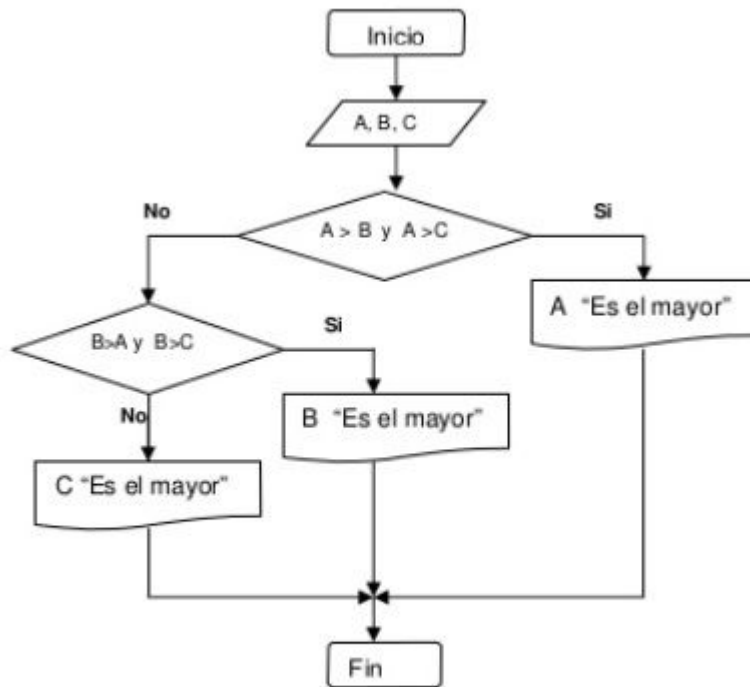 Inicio
A, B, C
No
Si
A > B y A >C
A “Es el mayor”
B>A y B>C
Si
B “Es el mayor”
No
C “Es el mayor”
Fin